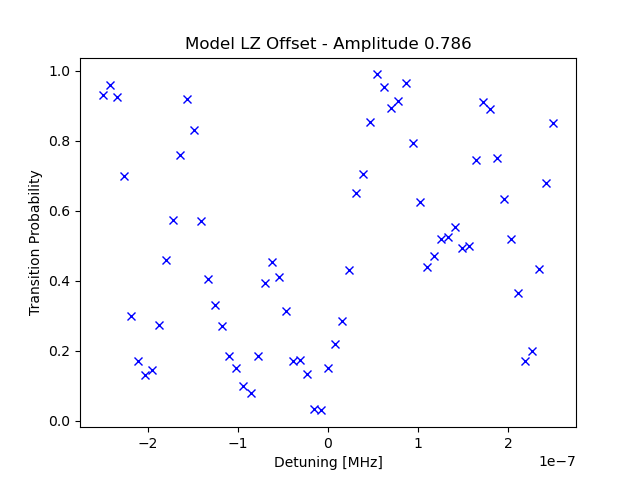 Model LZ Offset - Amplitude 0.786
Transition Probability
1.0
0.8
0.6
0.4
0.2
0.0
−2
−1
0
1
2
1e−7
Detuning [MHz]